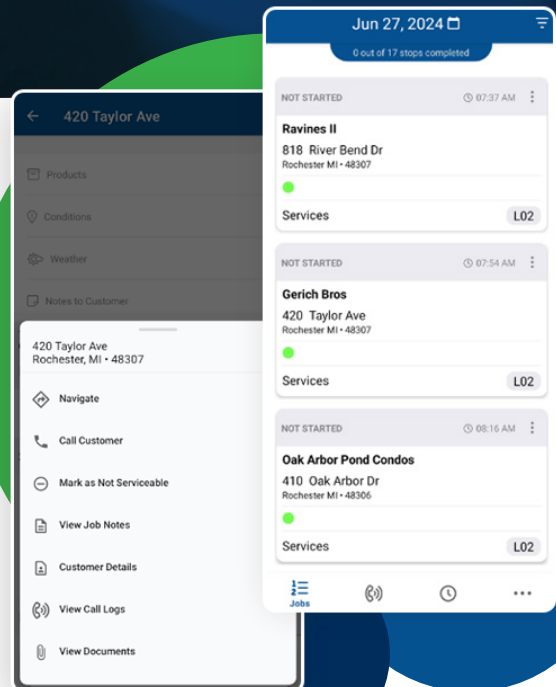 420 Taylor Ave
Products
Conditions
Weather
Notes to Customer
420 Taylor Ave
Rochester, MI • 48307
Navigate
Call Customer
Mark as Not Serviceable
View Job Notes
Customer Details
View Call Logs
View Documents
Jun 27, 2024
0 out of 17 stops completed
NOT STARTED 07:37 AM
Ravines II
818 River Bend Dr
Rochester MI • 48307
Services L02
NOT STARTED 07:54 AM
Gerich Bros
420 Taylor Ave
Rochester MI • 48307
Services L02
NOT STARTED 08:16 AM
Oak Arbor Pond Condos
410 Oak Arbor Dr
Rochester MI • 48306
Services L02
Jobs